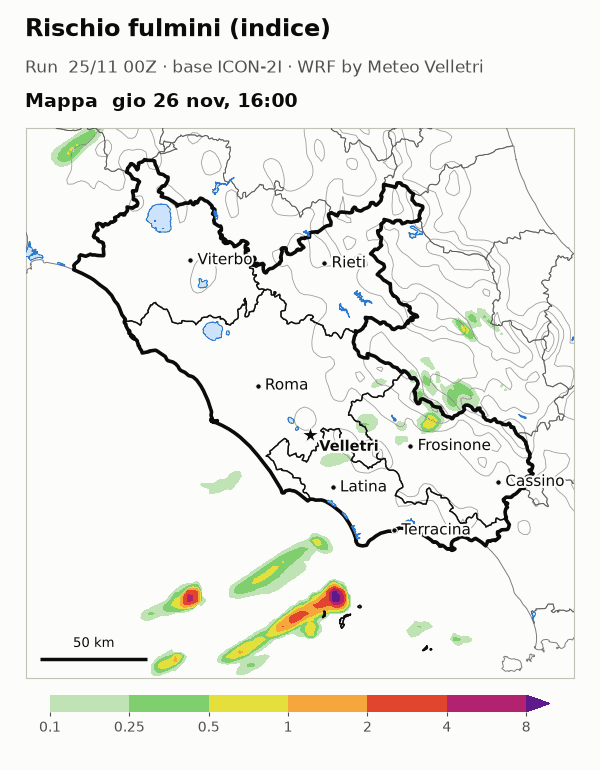 Rischio fulmini (indice)
Run  25/11 00Z · base ICON-2I · WRF by Meteo Velletri
Mappa  gio 26 nov, 16:00
Viterbo
Rieti
Roma
Velletri
Frosinone
Cassino
Latina
Terracina
50 km
0.1 0.25 0.5 1 2 4 8